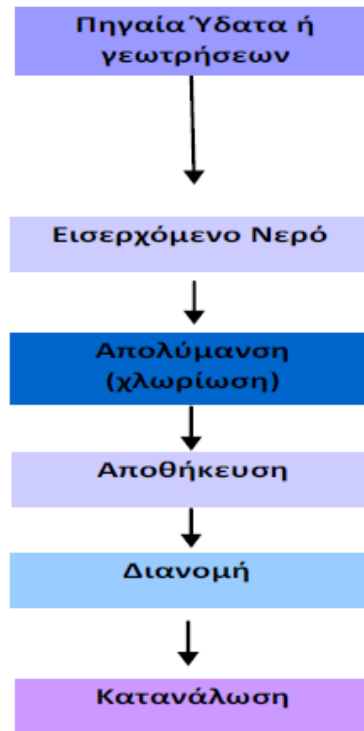 Πηγαία Ύδατα ή
γεωτρήσεων
Εισερχόμενο Νερό
Απολύμανση
(χλωρίωση)
Αποθήκευση
Διανομή
Κατανάλωση